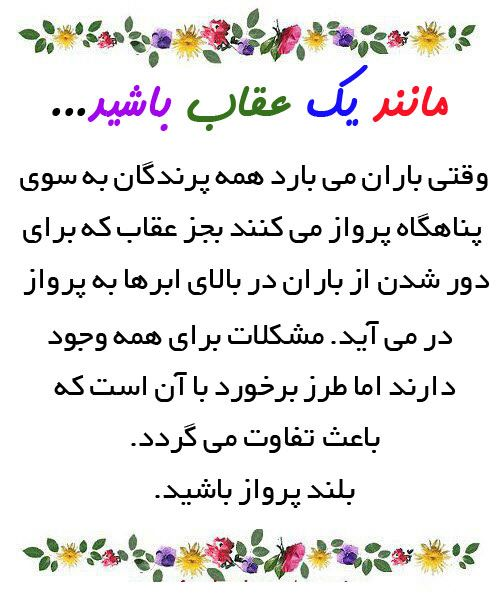 مانند یک عقاب باشید...
وقتی باران می بارد همه پرندگان به سوی
پناهگاه پرواز می کنند بجز عقاب که برای
دور شدن از باران در بالای ابرها به پرواز
در می آید. مشکلات برای همه وجود
دارند اما طرز برخورد با آن است که
باعث تفاوت می گردد.
بلند پرواز باشید.